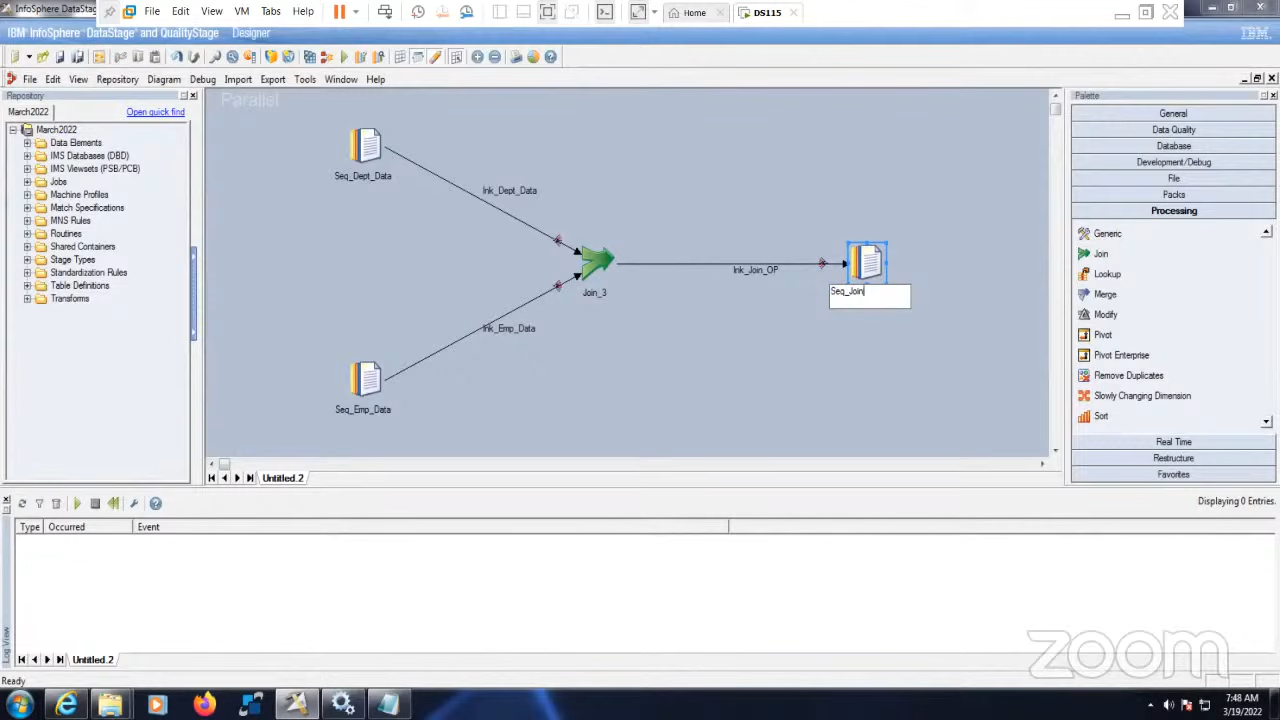 InfoSphere DataStag
File Edit View VM Tabs Help
Home
DS115
IBM InfoSphere DataStage and QualityStage Designer
IBM
File Edit View Repository Diagram Debug Import Export Tools Window Help
Repository
March2022
Open quick find
March2022
Data Elements
IMS Databases (DBD)
IMS Viewsets (PSB/PCB)
Jobs
Machine Profiles
Match Specifications
MNS Rules
Routines
Shared Containers
Stage Types
Standardization Rules
Table Definitions
Transforms
Parallel
Seq_Dept_Data
lnk_Dept_Data
Join_3
lnk_Join_OP
Seq_Join
lnk_Emp_Data
Seq_Emp_Data
Untitled.2
Palette
General
Data Quality
Database
Development/Debug
File
Packs
Processing
Generic
Join
Lookup
Merge
Modify
Pivot
Pivot Enterprise
Remove Duplicates
Slowly Changing Dimension
Sort
Real Time
Restructure
Favorites
Displaying 0 Entries.
Type Occurred Event
Log View
Untitled.2
zoom
Ready
7:48 AM
3/19/2022